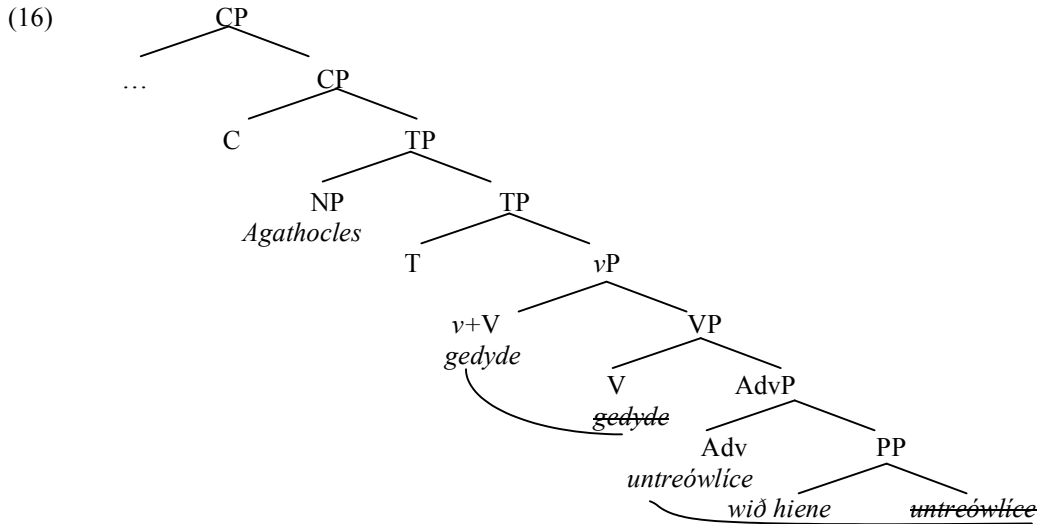 (16) CP
… CP
C TP
NP TP
Agathocles
T vP
v+V VP
gedyde
V AdvP
gedyde
Adv PP
untreówlíce
wið hiene untreówlíce